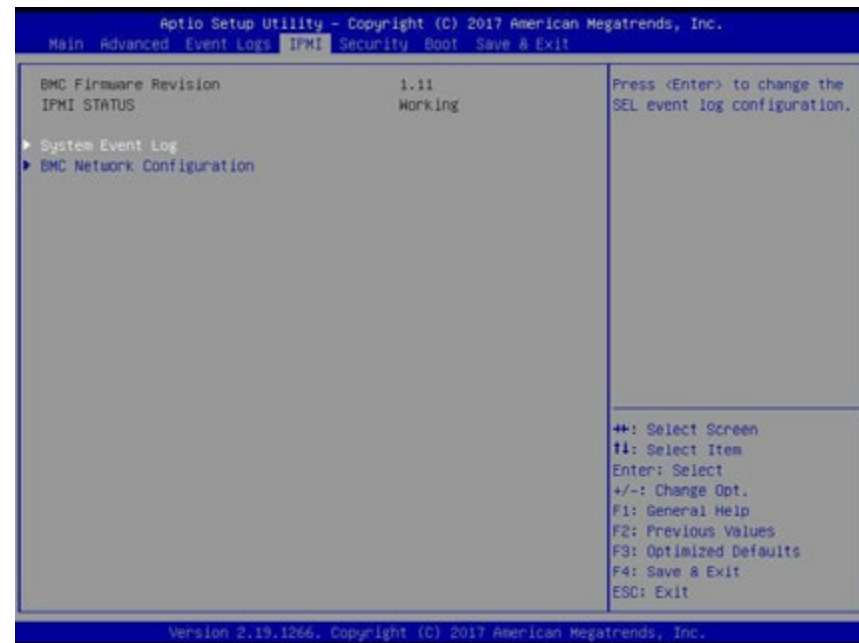 Aptio Setup Utility – Copyright (C) 2017 American Megatrends, Inc.
Main Advanced Event Logs IPMI Security Boot Save & Exit
BMC Firmware Revision 1.11
IPMI STATUS Working
System Event Log
BMC Network Configuration
Press <Enter> to change the
SEL event log configuration.
↔: Select Screen
↑↓: Select Item
Enter: Select
+/-: Change Opt.
F1: General Help
F2: Previous Values
F3: Optimized Defaults
F4: Save & Exit
ESC: Exit
Version 2.19.1266. Copyright (C) 2017 American Megatrends, Inc.